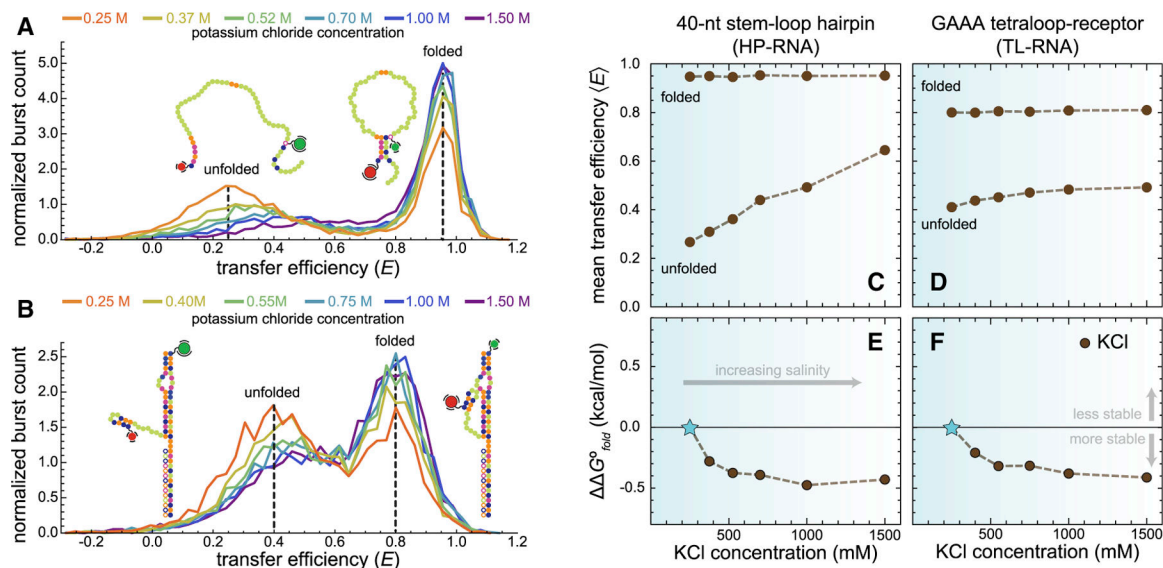 0.25 M 0.37 M 0.52 M 0.70 M 1.00 M 1.50 M
potassium chloride concentration
A
folded
unfolded
normalized burst count
5.0
4.0
3.0
2.0
1.0
0.0
-0.2 0.0 0.2 0.4 0.6 0.8 1.0 1.2
transfer efficiency (E)
0.25 M 0.40M 0.55M 0.75 M 1.00 M 1.50 M
potassium chloride concentration
B
folded
unfolded
normalized burst count
2.5
2.0
1.5
1.0
0.5
0.0
-0.2 0.0 0.2 0.4 0.6 0.8 1.0 1.2
transfer efficiency (E)
40-nt stem-loop hairpin
(HP-RNA)
GAAA tetraloop-receptor
(TL-RNA)
mean transfer efficiency ⟨E⟩
1.0
0.8
0.6
0.4
0.2
0.0
folded
unfolded
C
folded
unfolded
D
ΔΔG°fold (kcal/mol)
0.5
0.0
-0.5
E
increasing salinity
500 1000 1500
KCl concentration (mM)
F
KCl
less stable
more stable
500 1000 1500
KCl concentration (mM)